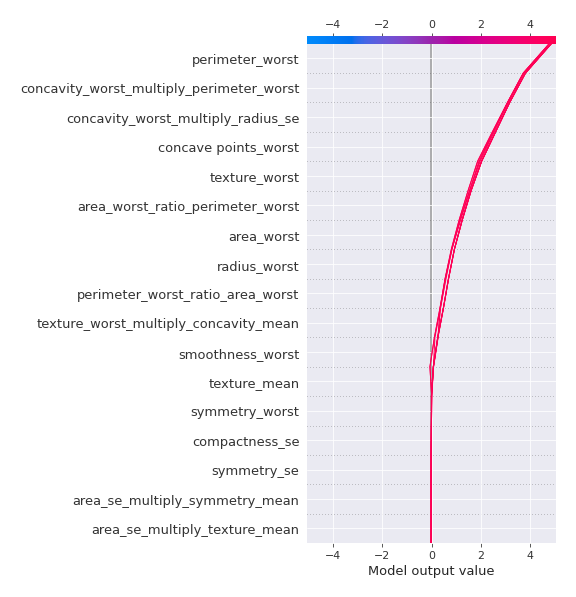 −4 −2 0 2 4
perimeter_worst
concavity_worst_multiply_perimeter_worst
concavity_worst_multiply_radius_se
concave points_worst
texture_worst
area_worst_ratio_perimeter_worst
area_worst
radius_worst
perimeter_worst_ratio_area_worst
texture_worst_multiply_concavity_mean
smoothness_worst
texture_mean
symmetry_worst
compactness_se
symmetry_se
area_se_multiply_symmetry_mean
area_se_multiply_texture_mean
−4 −2 0 2 4
Model output value